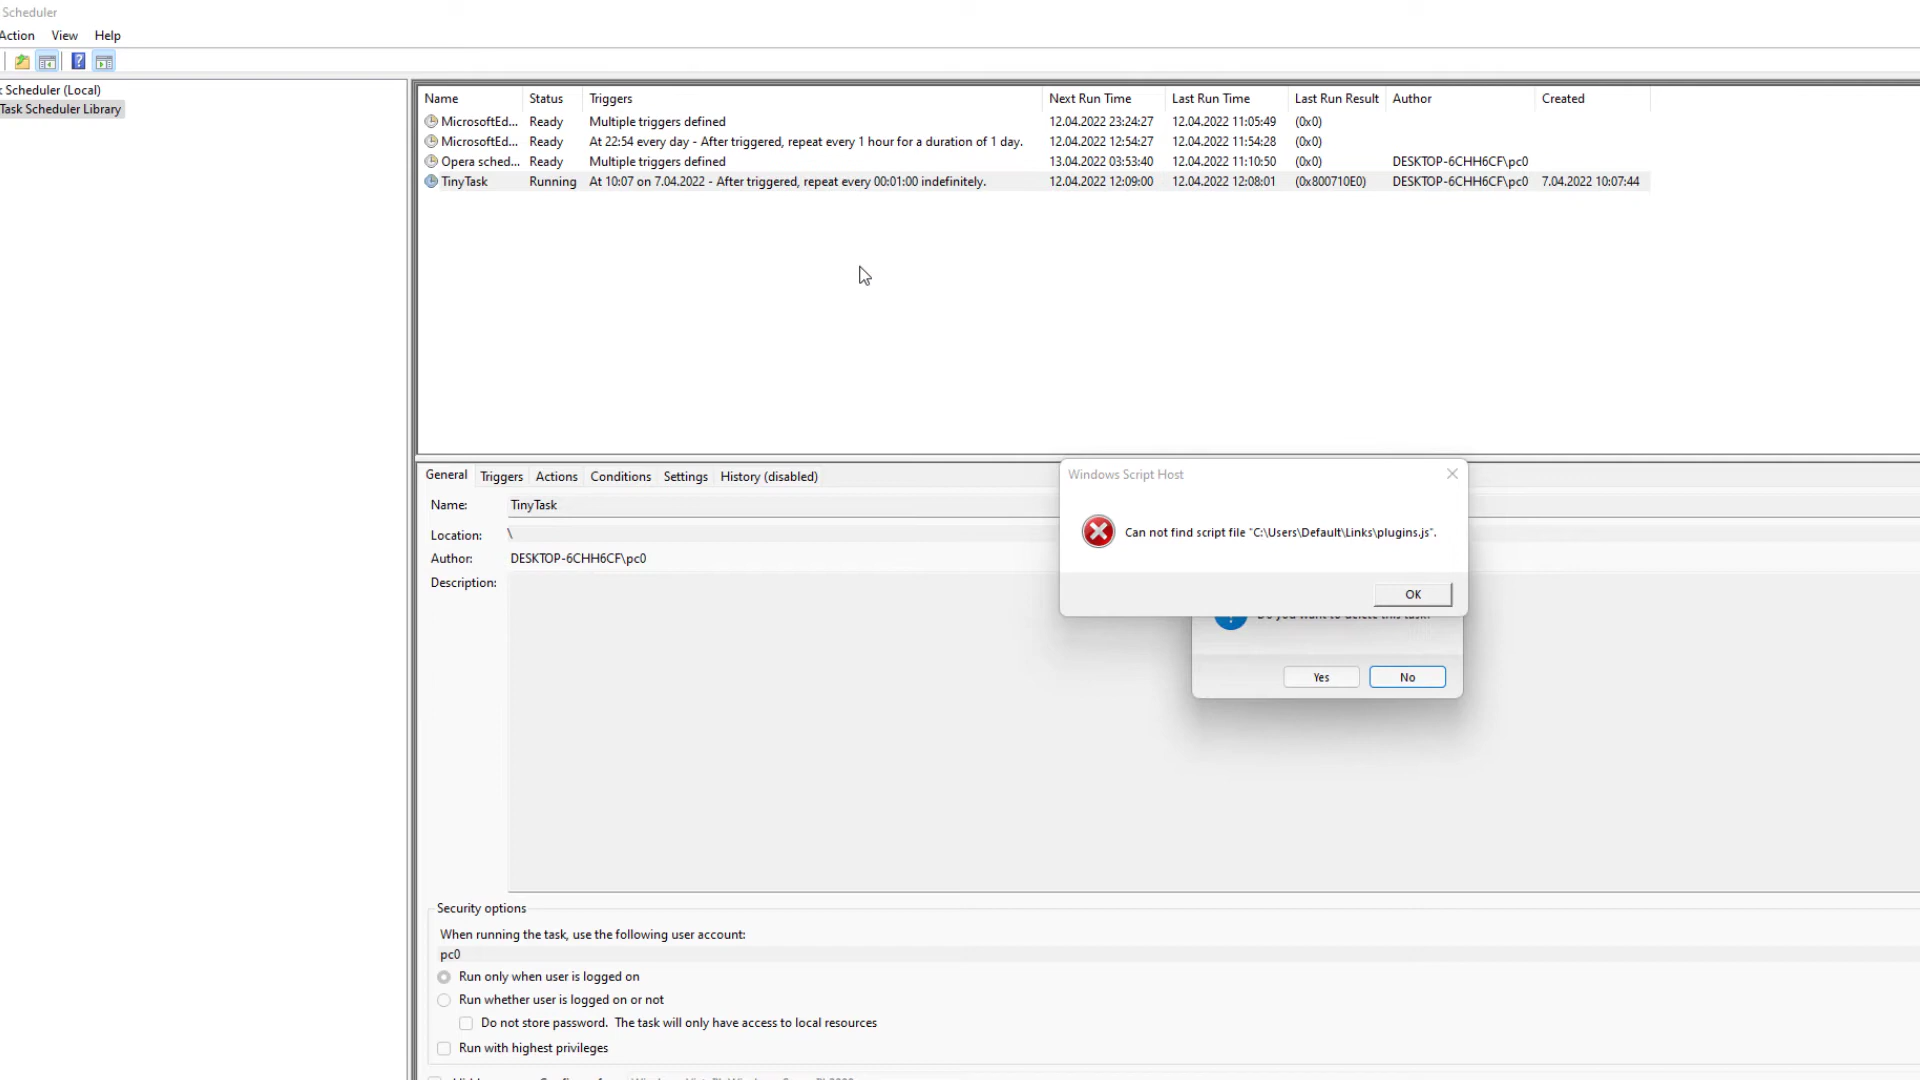 Scheduler
Action View Help
Scheduler (Local)
Task Scheduler Library
Name Status Triggers Next Run Time Last Run Time Last Run Result Author Created
MicrosoftEd... Ready Multiple triggers defined 12.04.2022 23:24:27 12.04.2022 11:05:49 (0x0)
MicrosoftEd... Ready At 22:54 every day - After triggered, repeat every 1 hour for a duration of 1 day. 12.04.2022 12:54:27 12.04.2022 11:54:28 (0x0)
Opera sched... Ready Multiple triggers defined 13.04.2022 03:53:40 12.04.2022 11:10:50 (0x0) DESKTOP-6CHH6CF\pc0
TinyTask Running At 10:07 on 7.04.2022 - After triggered, repeat every 00:01:00 indefinitely. 12.04.2022 12:09:00 12.04.2022 12:08:01 (0x800710E0) DESKTOP-6CHH6CF\pc0 7.04.2022 10:07:44
General Triggers Actions Conditions Settings History (disabled)
Name: TinyTask
Location: \
Author: DESKTOP-6CHH6CF\pc0
Description:
Windows Script Host
Can not find script file "C:\Users\Default\Links\plugins.js".
OK
Do you want to delete this task?
Yes No
Security options
When running the task, use the following user account:
pc0
Run only when user is logged on
Run whether user is logged on or not
Do not store password. The task will only have access to local resources
Run with highest privileges